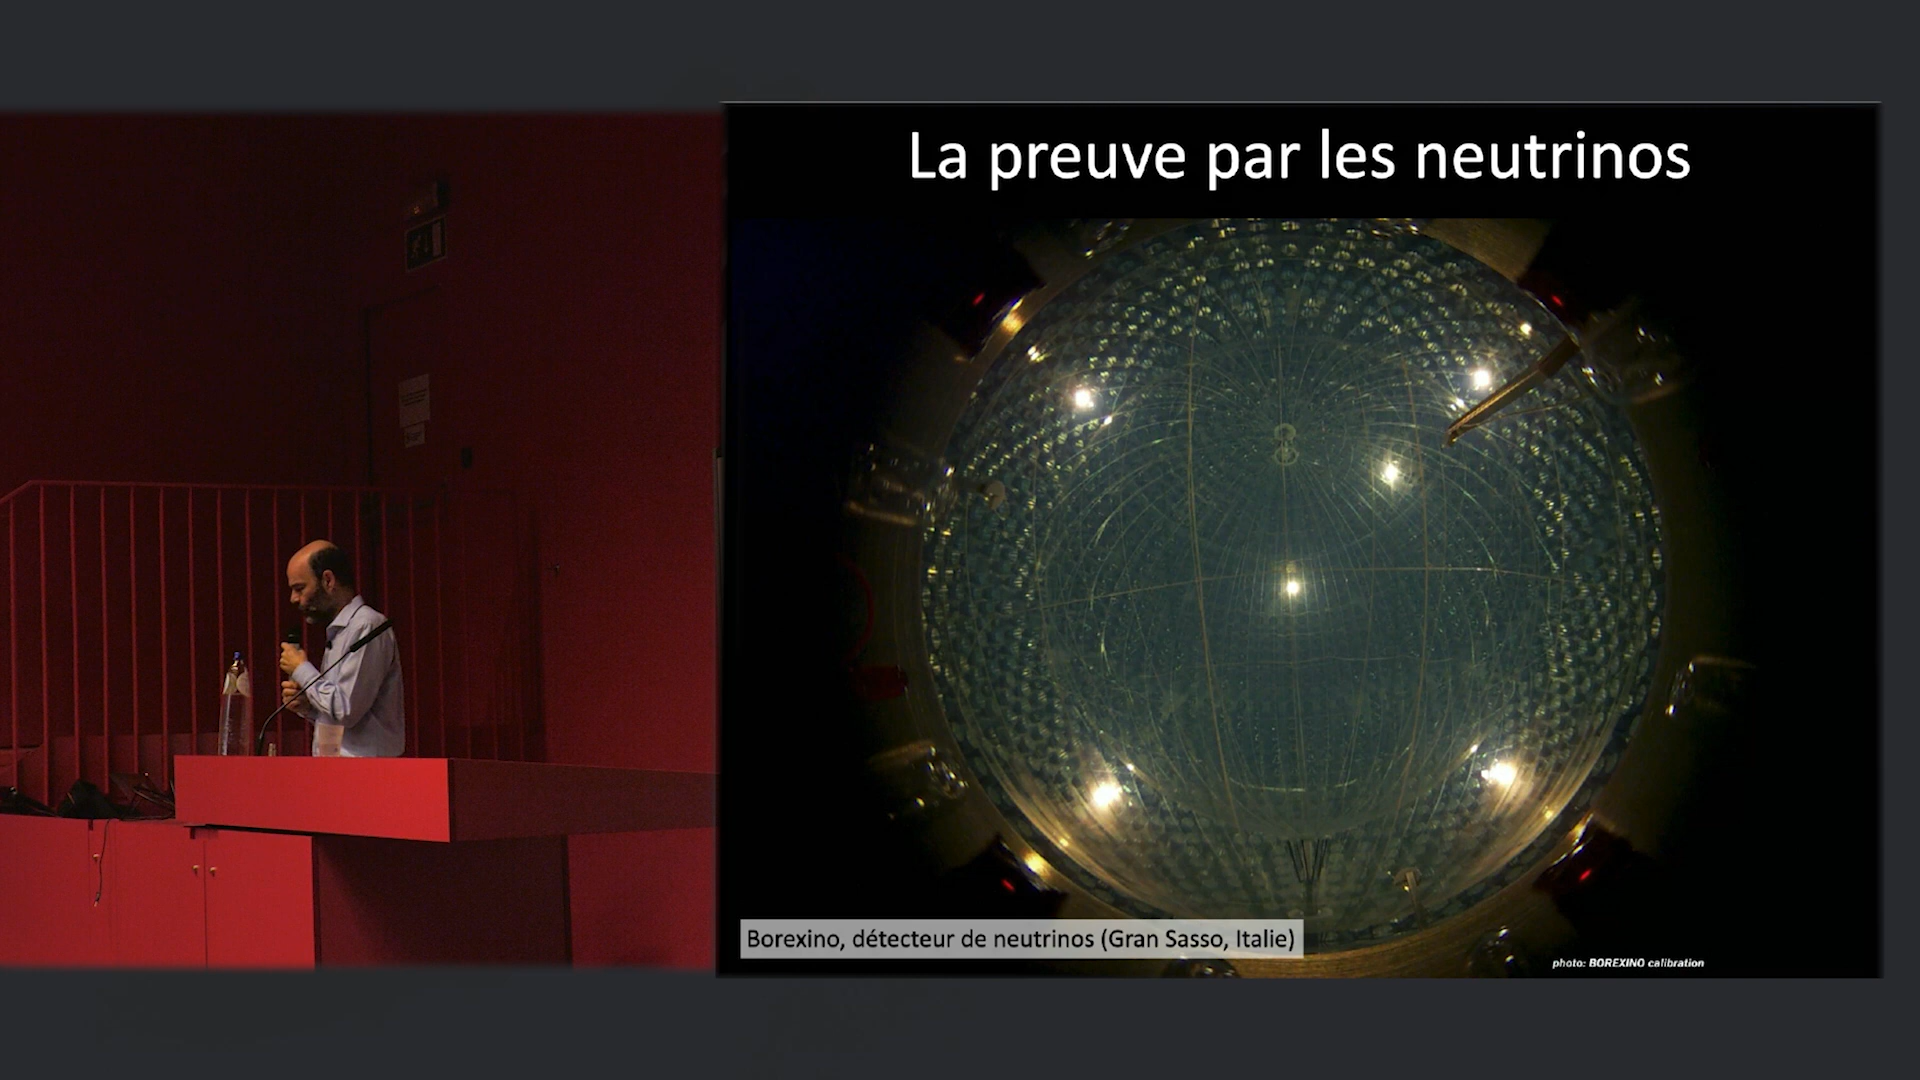 La preuve par les neutrinos
Borexino, détecteur de neutrinos (Gran Sasso, Italie)
photo: BOREXINO calibration